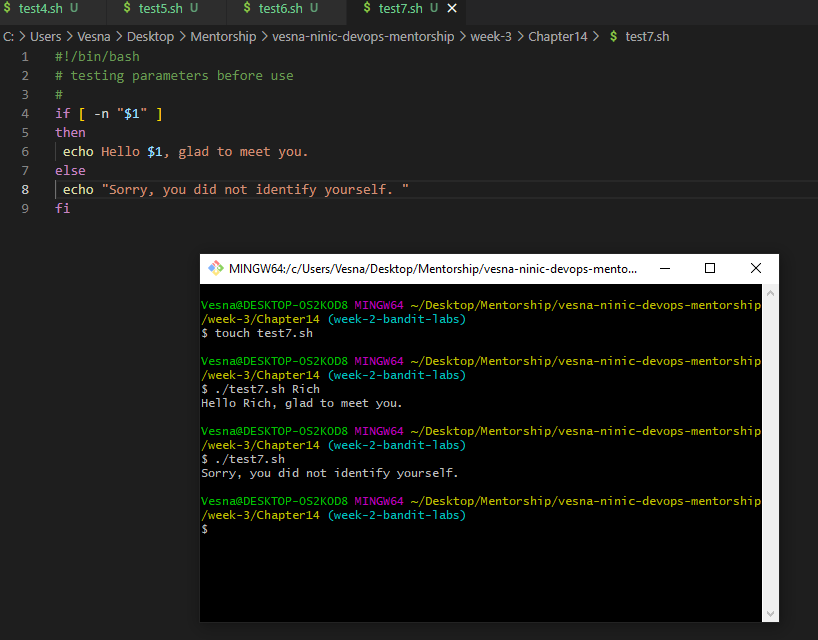 $ test4.sh U $ test5.sh U $ test6.sh U $ test7.sh U ×
C: > Users > Vesna > Desktop > Mentorship > vesna-ninic-devops-mentorship > week-3 > Chapter14 > $ test7.sh
1 #!/bin/bash
2 # testing parameters before use
3 #
4 if [ -n "$1" ]
5 then
6 echo Hello $1, glad to meet you.
7 else
8 echo "Sorry, you did not identify yourself. "
9 fi
MINGW64:/c/Users/Vesna/Desktop/Mentorship/vesna-ninic-devops-mento...
Vesna@DESKTOP-OS2KOD8 MINGW64 ~/Desktop/Mentorship/vesna-ninic-devops-mentorship
/week-3/Chapter14 (week-2-bandit-labs)
$ touch test7.sh
Vesna@DESKTOP-OS2KOD8 MINGW64 ~/Desktop/Mentorship/vesna-ninic-devops-mentorship
/week-3/Chapter14 (week-2-bandit-labs)
$ ./test7.sh Rich
Hello Rich, glad to meet you.
Vesna@DESKTOP-OS2KOD8 MINGW64 ~/Desktop/Mentorship/vesna-ninic-devops-mentorship
/week-3/Chapter14 (week-2-bandit-labs)
$ ./test7.sh
Sorry, you did not identify yourself.
Vesna@DESKTOP-OS2KOD8 MINGW64 ~/Desktop/Mentorship/vesna-ninic-devops-mentorship
/week-3/Chapter14 (week-2-bandit-labs)
$